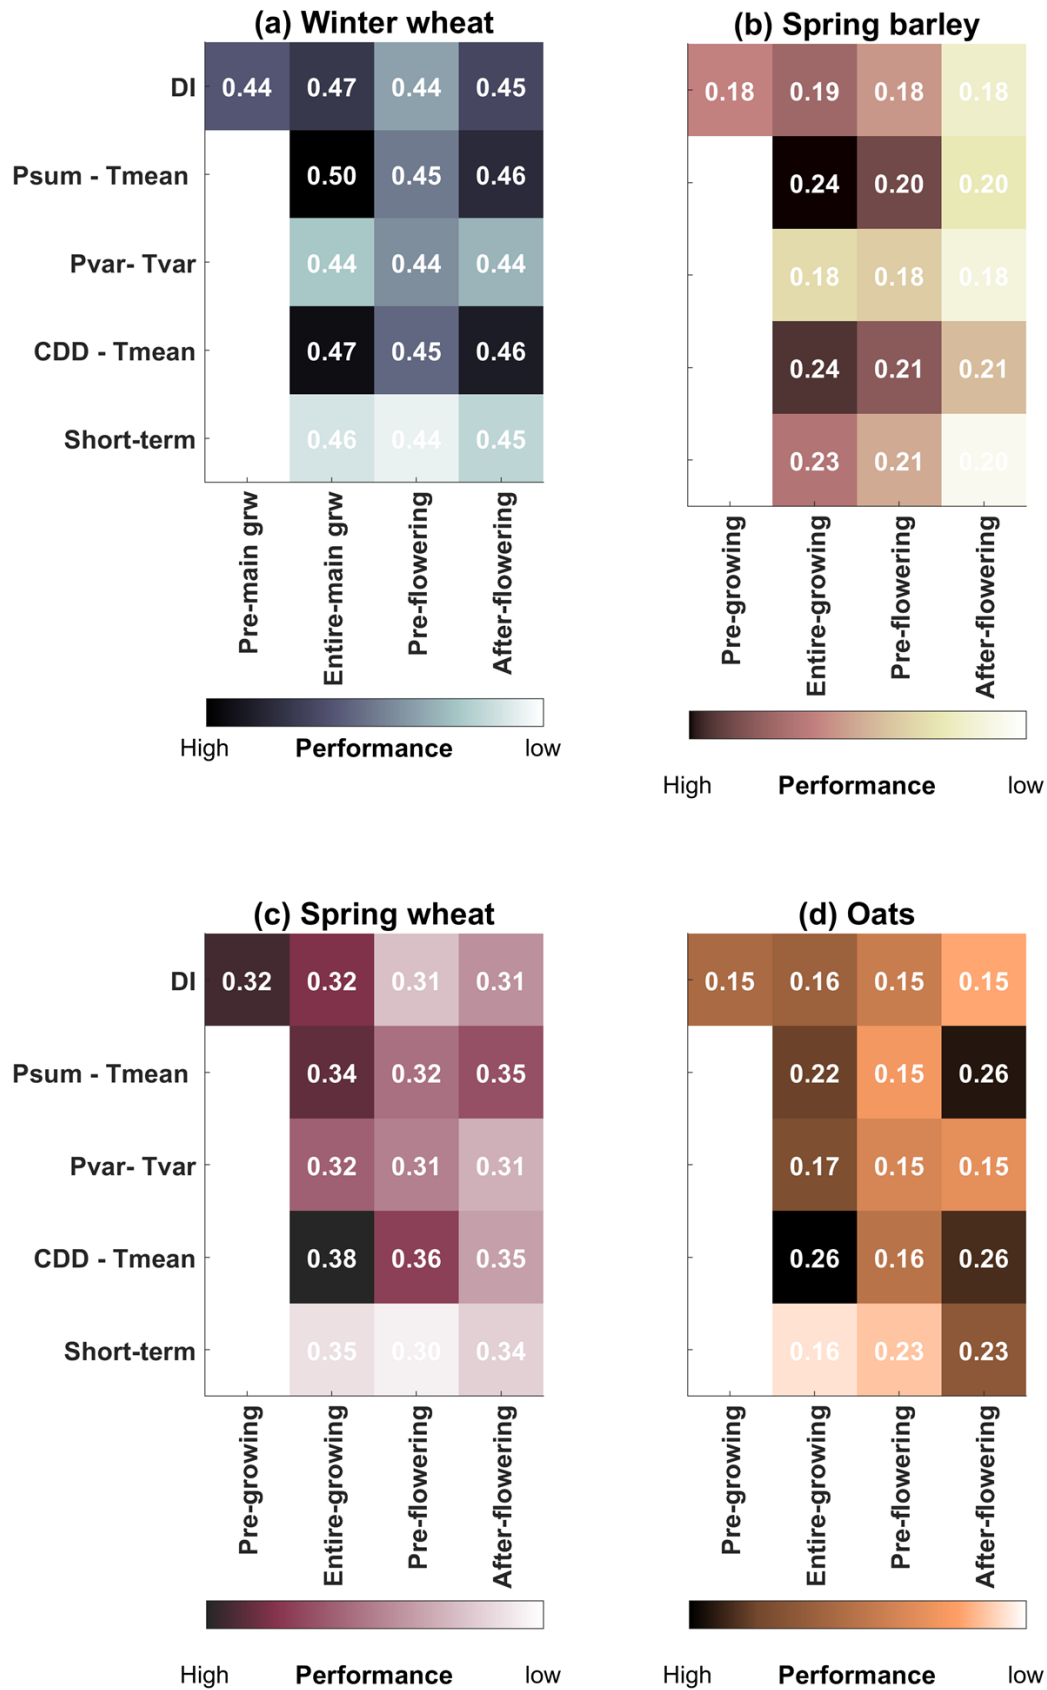 (a) Winter wheat
DI 0.44 0.47 0.44 0.45
Psum - Tmean 0.50 0.45 0.46
Pvar- Tvar 0.44 0.44 0.44
CDD - Tmean 0.47 0.45 0.46
Short-term 0.46 0.44 0.45
Pre-main grw
Entire-main grw
Pre-flowering
After-flowering
High Performance low
(b) Spring barley
0.18 0.19 0.18 0.18
0.24 0.20 0.20
0.18 0.18 0.18
0.24 0.21 0.21
0.23 0.21 0.20
Pre-growing
Entire-growing
Pre-flowering
After-flowering
High Performance low
(c) Spring wheat
DI 0.32 0.32 0.31 0.31
Psum - Tmean 0.34 0.32 0.35
Pvar- Tvar 0.32 0.31 0.31
CDD - Tmean 0.38 0.36 0.35
Short-term 0.35 0.30 0.34
Pre-growing
Entire-growing
Pre-flowering
After-flowering
High Performance low
(d) Oats
0.15 0.16 0.15 0.15
0.22 0.15 0.26
0.17 0.15 0.15
0.26 0.16 0.26
0.16 0.23 0.23
Pre-growing
Entire-growing
Pre-flowering
After-flowering
High Performance low